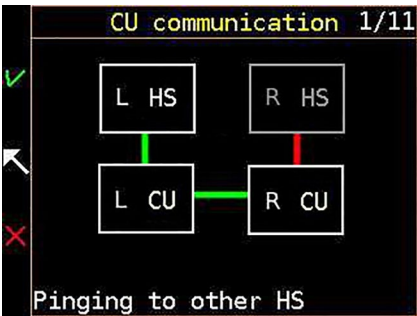 CU communication 1/11
L HS
R HS
L CU
R CU
Pinging to other HS